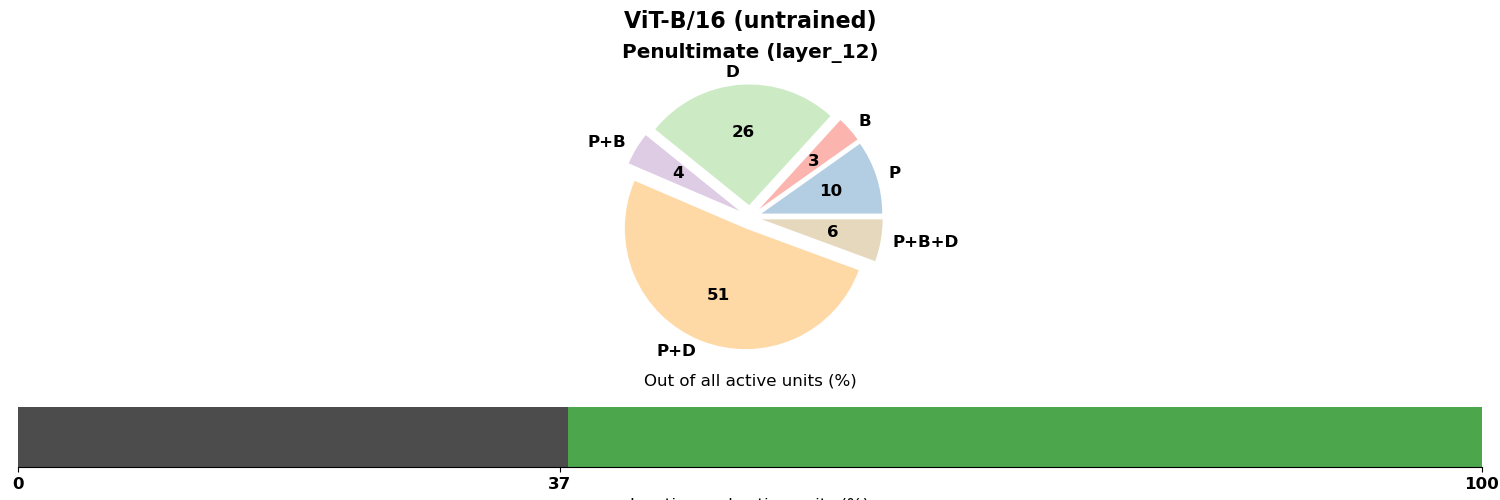 ViT-B/16 (untrained)
Penultimate (layer_12)
D
B
P+B
26
3
P
4
10
6
P+B+D
51
P+D
Out of all active units (%)
0
37
100